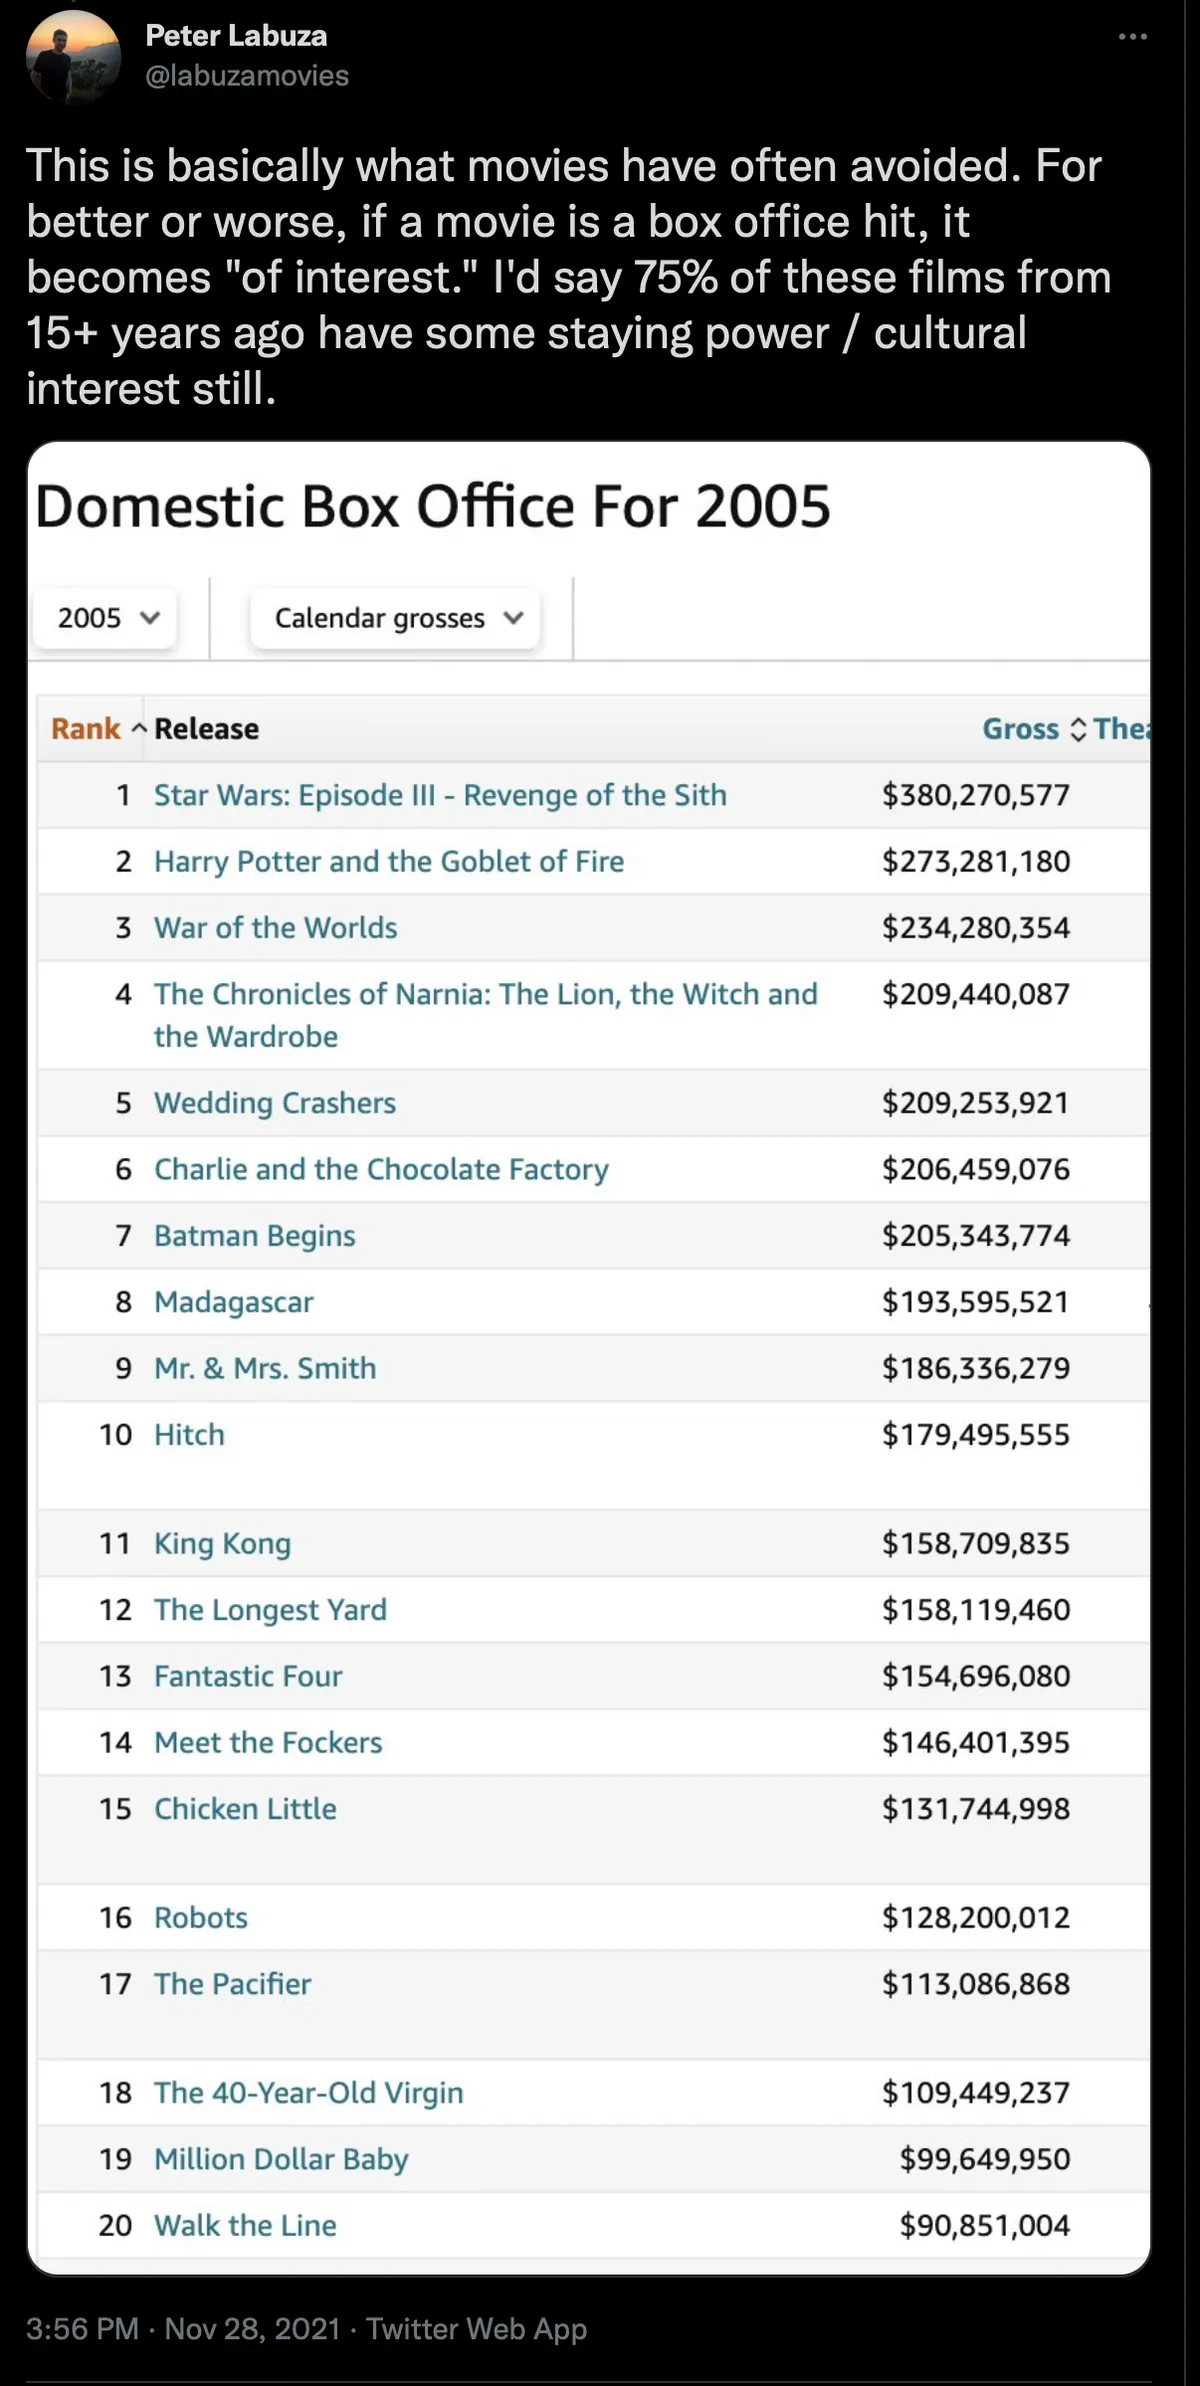 Peter Labuza
@labuzamovies
This is basically what movies have often avoided. For
better or worse, if a movie is a box office hit, it
becomes "of interest." I'd say 75% of these films from
15+ years ago have some staying power / cultural
interest still.
Domestic Box Office For 2005
2005 Calendar grosses
Rank Release Gross Thea
1 Star Wars: Episode III - Revenge of the Sith $380,270,577
2 Harry Potter and the Goblet of Fire $273,281,180
3 War of the Worlds $234,280,354
4 The Chronicles of Narnia: The Lion, the Witch and $209,440,087
the Wardrobe
5 Wedding Crashers $209,253,921
6 Charlie and the Chocolate Factory $206,459,076
7 Batman Begins $205,343,774
8 Madagascar $193,595,521
9 Mr. & Mrs. Smith $186,336,279
10 Hitch $179,495,555
11 King Kong $158,709,835
12 The Longest Yard $158,119,460
13 Fantastic Four $154,696,080
14 Meet the Fockers $146,401,395
15 Chicken Little $131,744,998
16 Robots $128,200,012
17 The Pacifier $113,086,868
18 The 40-Year-Old Virgin $109,449,237
19 Million Dollar Baby $99,649,950
20 Walk the Line $90,851,004
3:56 PM · Nov 28, 2021 · Twitter Web App